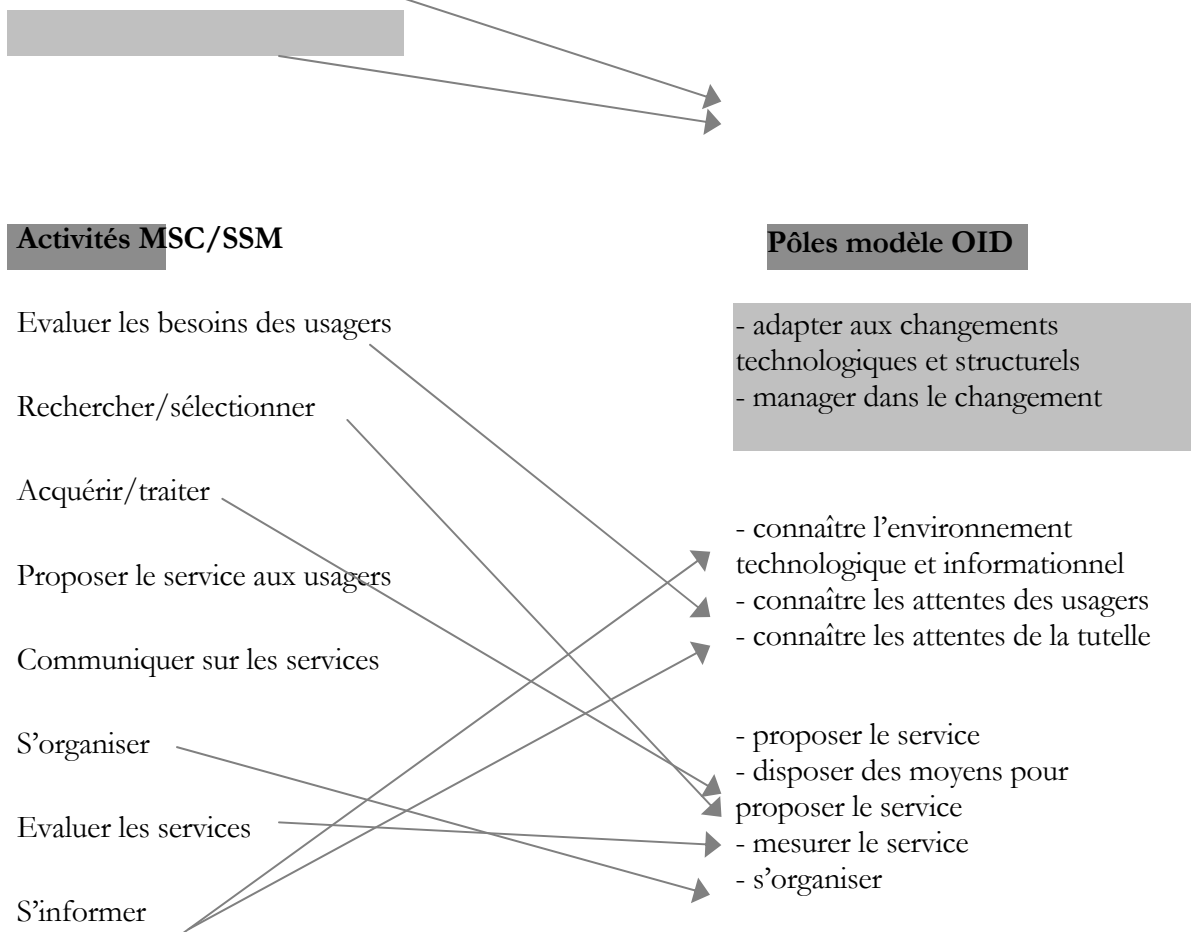 Activités MSC/SSM
Evaluer les besoins des usagers
Rechercher/sélectionner
Acquérir/traiter
Proposer le service aux usagers
Communiquer sur les services
S’organiser
Evaluer les services
S’informer
Pôles modèle OID
- adapter aux changements
technologiques et structurels
- manager dans le changement
- connaître l’environnement
technologique et informationnel
- connaître les attentes des usagers
- connaître les attentes de la tutelle
- proposer le service
- disposer des moyens pour
proposer le service
- mesurer le service
- s’organiser